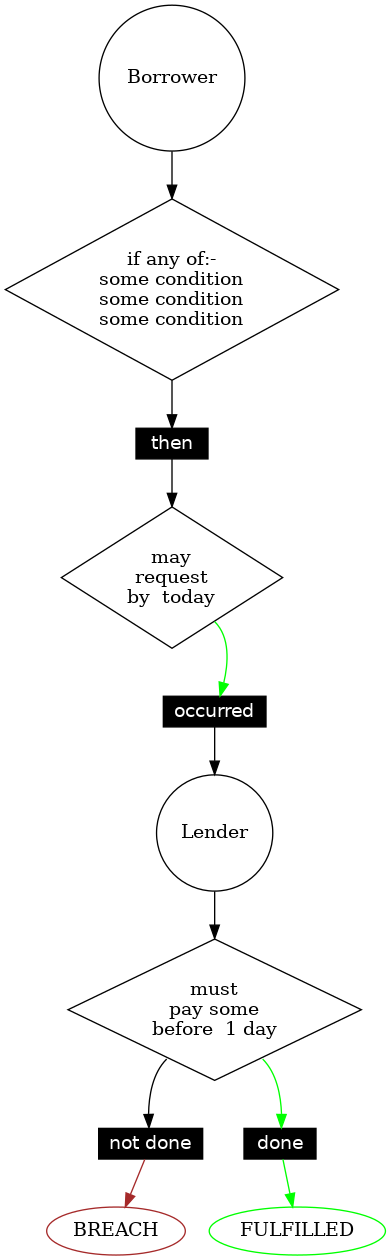 Borrower
if any of:-
some condition
some condition
some condition
then
may
request
by  today
occurred
Lender
must
pay some
before  1 day
not done
done
BREACH
FULFILLED